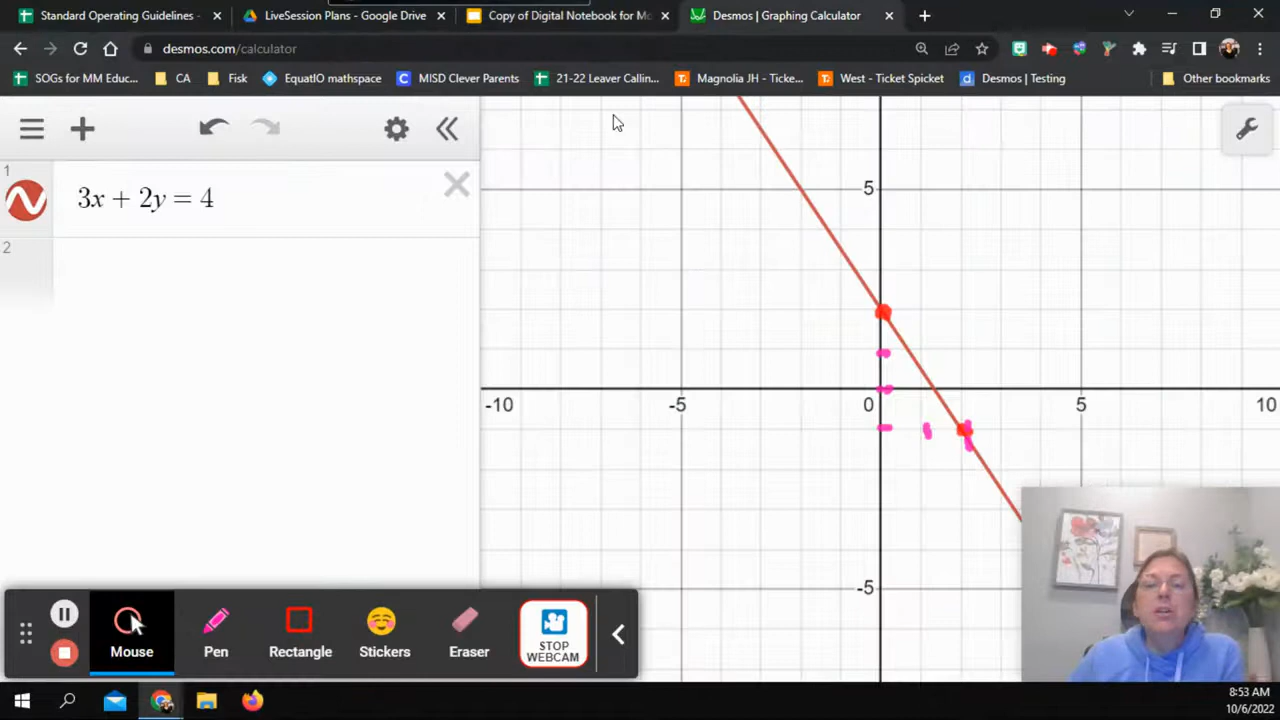 Standard Operating Guidelines - LiveSession Plans - Google Drive Copy of Digital Notebook for Mo Desmos | Graphing Calculator
desmos.com/calculator
SOGs for MM Educ... CA Fisk EquatIO mathspace MISD Clever Parents 21-22 Leaver Callin... Magnolia JH - Ticke... West - Ticket Spicket Desmos | Testing Other bookmarks
1
3x + 2y = 4
2
5
-10 -5 0 5 10
-5
Mouse Pen Rectangle Stickers Eraser STOP WEBCAM
8:53 AM
10/6/2022